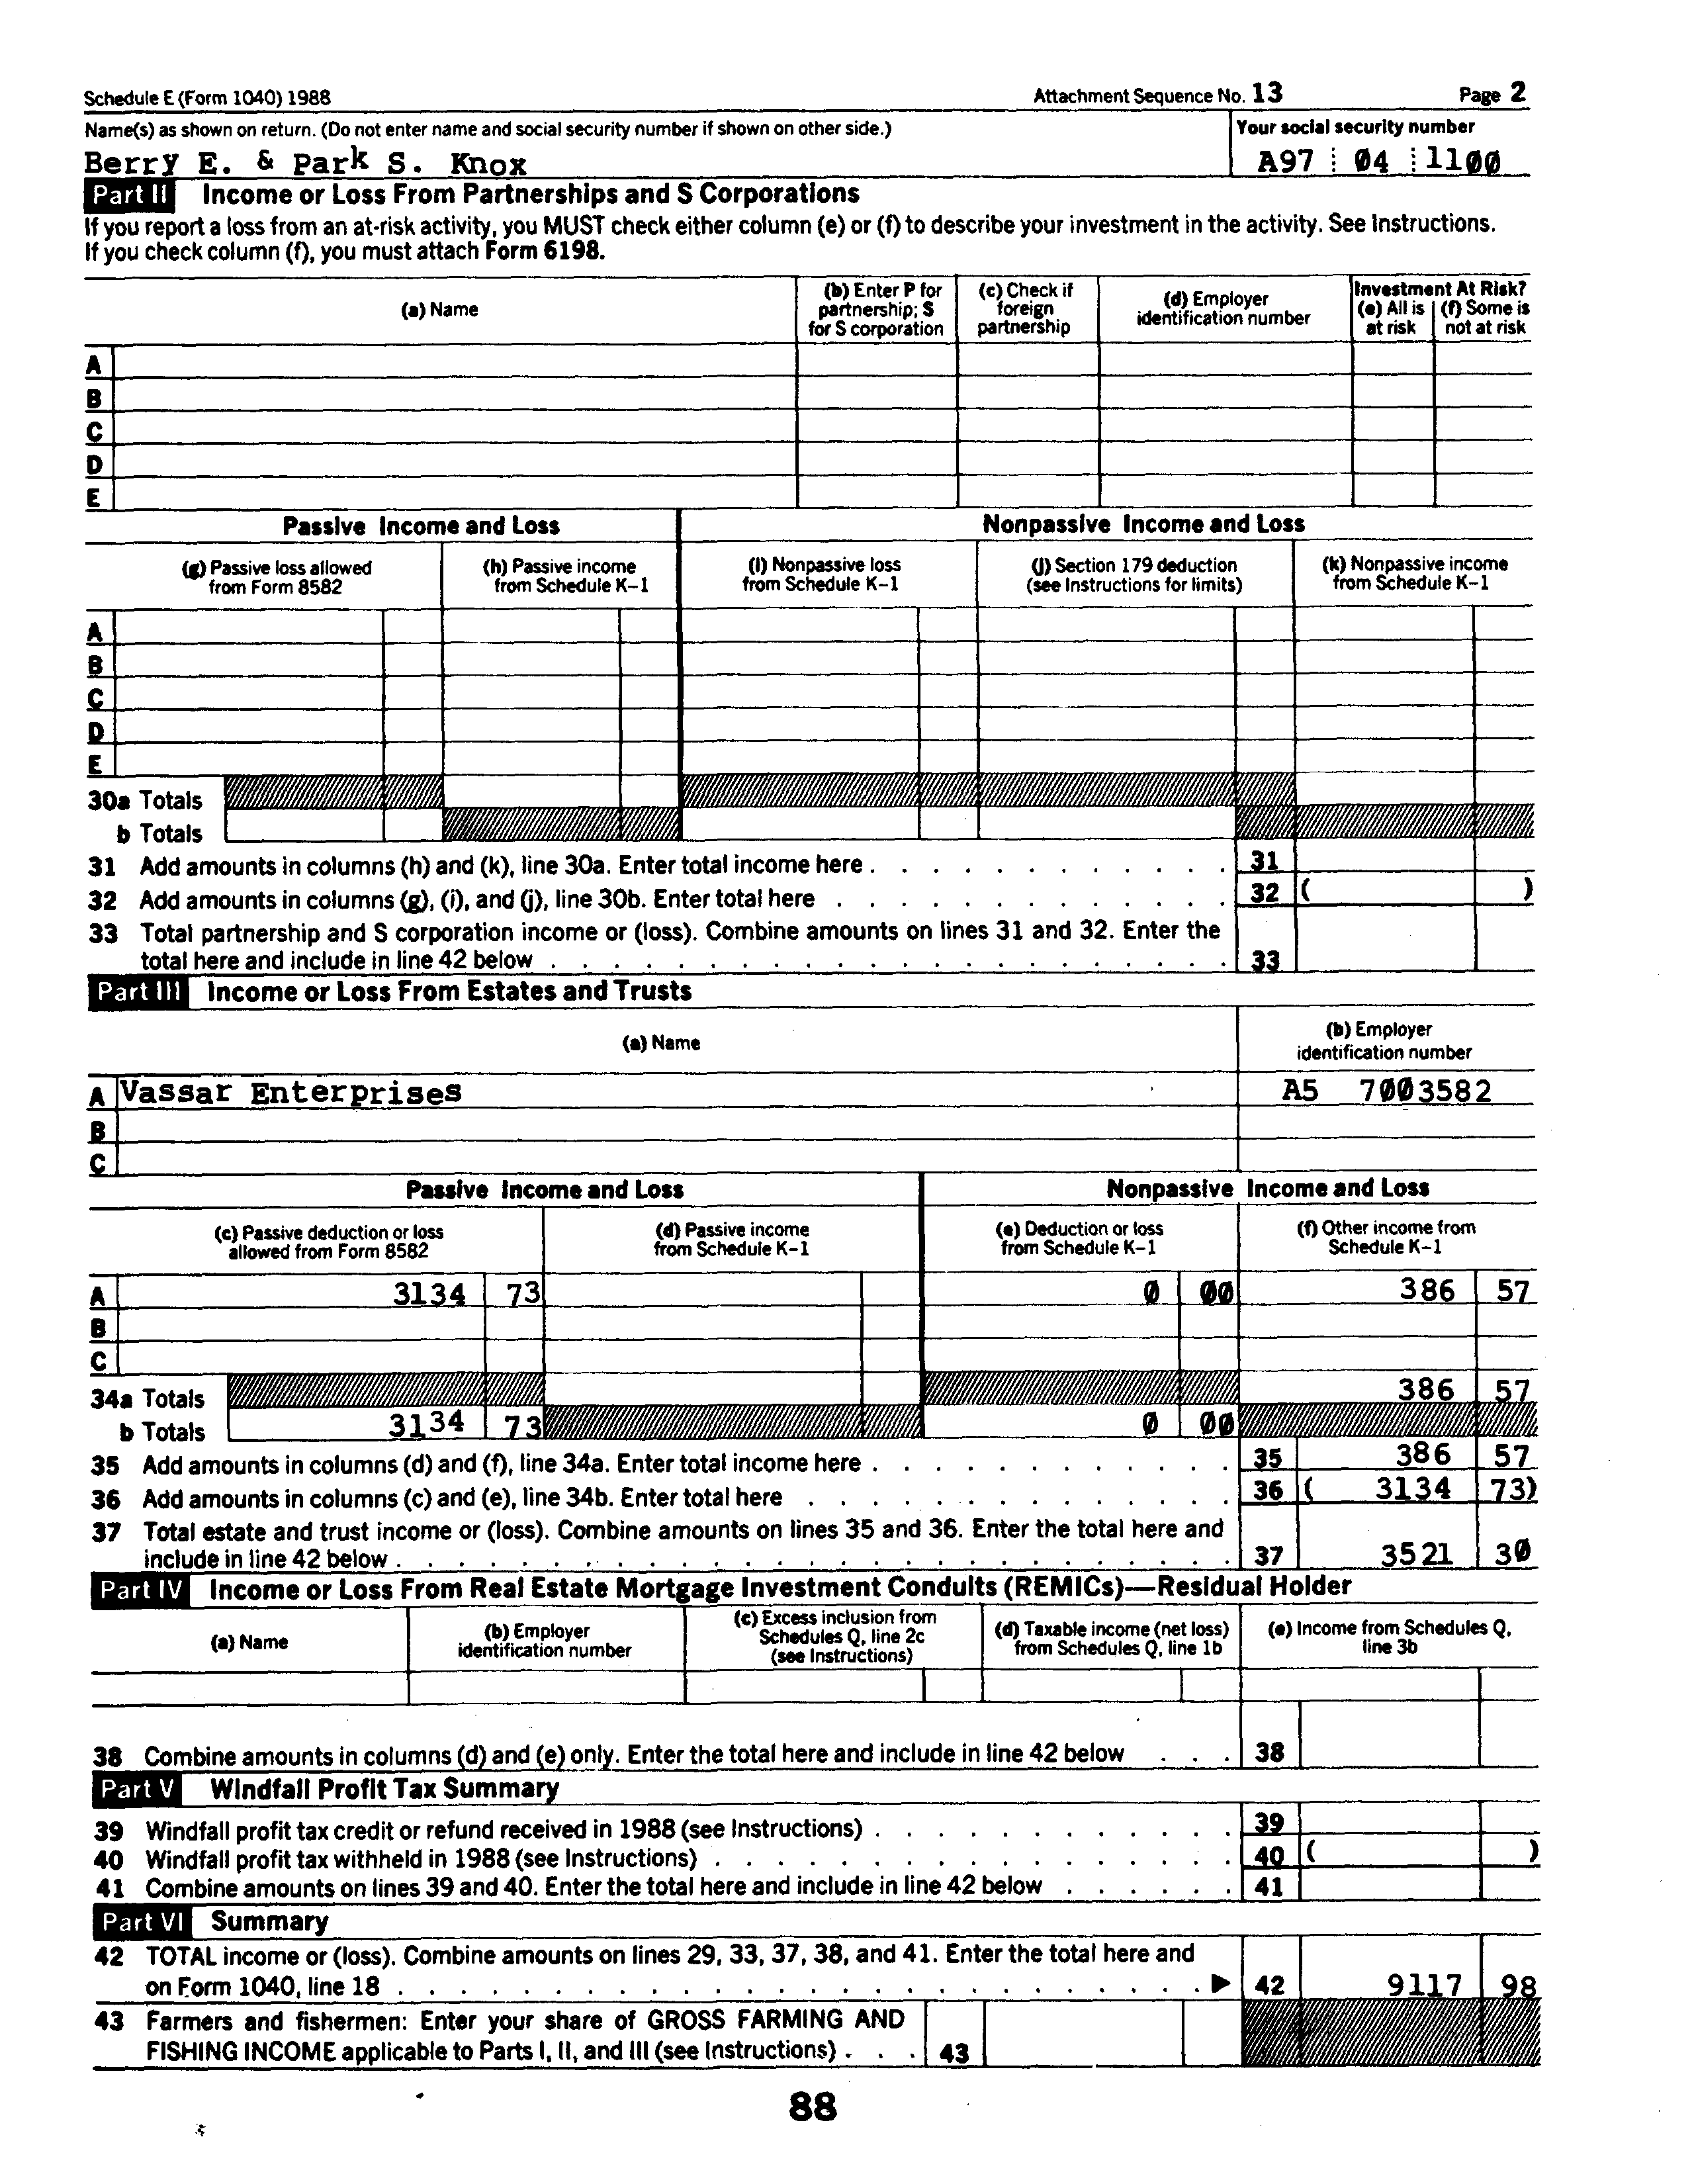 Schedule E (Form 1040) 1988 Attachment Sequence No. 13 Page 2
Name(s) as shown on return. (Do not enter name and social security number if shown on other side.) Your social security number
Berry E. & Park S. Knox A97 04 1100
Part II Income or Loss From Partnerships and S Corporations
If you report a loss from an at-risk activity, you MUST check either column (e) or (f) to describe your investment in the activity. See Instructions.
If you check column (f), you must attach Form 6198.
(a) Name
(b) Enter P for
partnership; S
for S corporation
(c) Check if
foreign
partnership
(d) Employer
identification number
Investment At Risk?
(e) All is
at risk
(f) Some is
not at risk
A
B
C
D
E
Passive Income and Loss Nonpassive Income and Loss
(g) Passive loss allowed
from Form 8582
(h) Passive income
from Schedule K-1
(i) Nonpassive loss
from Schedule K-1
(j) Section 179 deduction
(see Instructions for limits)
(k) Nonpassive income
from Schedule K-1
A
B
C
D
E
30a Totals
b Totals
31 Add amounts in columns (h) and (k), line 30a. Enter total income here . . . . . . . . . . . . 31
32 Add amounts in columns (g), (i), and (j), line 30b. Enter total here . . . . . . . . . . . . . 32 ( )
33 Total partnership and S corporation income or (loss). Combine amounts on lines 31 and 32. Enter the
total here and include in line 42 below . . . . . . . . . . . . . . . . . . . . . . 33
Part III Income or Loss From Estates and Trusts
(a) Name
(b) Employer
identification number
A Vassar Enterprises A5 7003582
B
C
Passive Income and Loss Nonpassive Income and Loss
(c) Passive deduction or loss
allowed from Form 8582
(d) Passive income
from Schedule K-1
(e) Deduction or loss
from Schedule K-1
(f) Other income from
Schedule K-1
A 3134 73 0 00 386 57
B
C
34a Totals 386 57
b Totals 3134 73 0 00
35 Add amounts in columns (d) and (f), line 34a. Enter total income here . . . . . . . . . . . . 35 386 57
36 Add amounts in columns (c) and (e), line 34b. Enter total here . . . . . . . . . . . . . . 36 ( 3134 73)
37 Total estate and trust income or (loss). Combine amounts on lines 35 and 36. Enter the total here and
include in line 42 below . . . . . . . . . . . . . . . . . . . . . . . . . . . 37 3521 30
Part IV Income or Loss From Real Estate Mortgage Investment Conduits (REMICs)—Residual Holder
(a) Name
(b) Employer
identification number
(c) Excess inclusion from
Schedules Q, line 2c
(see Instructions)
(d) Taxable income (net loss)
from Schedules Q, line 1b
(e) Income from Schedules Q,
line 3b
38 Combine amounts in columns (d) and (e) only. Enter the total here and include in line 42 below . . . 38
Part V Windfall Profit Tax Summary
39 Windfall profit tax credit or refund received in 1988 (see Instructions) . . . . . . . . . . . . 39
40 Windfall profit tax withheld in 1988 (see Instructions) . . . . . . . . . . . . . . . . . 40 ( )
41 Combine amounts on lines 39 and 40. Enter the total here and include in line 42 below . . . . . . 41
Part VI Summary
42 TOTAL income or (loss). Combine amounts on lines 29, 33, 37, 38, and 41. Enter the total here and
on Form 1040, line 18 . . . . . . . . . . . . . . . . . . . . . . . . . . ▶ 42 9117 98
43 Farmers and fishermen: Enter your share of GROSS FARMING AND
FISHING INCOME applicable to Parts I, II, and III (see Instructions) . . . 43
88